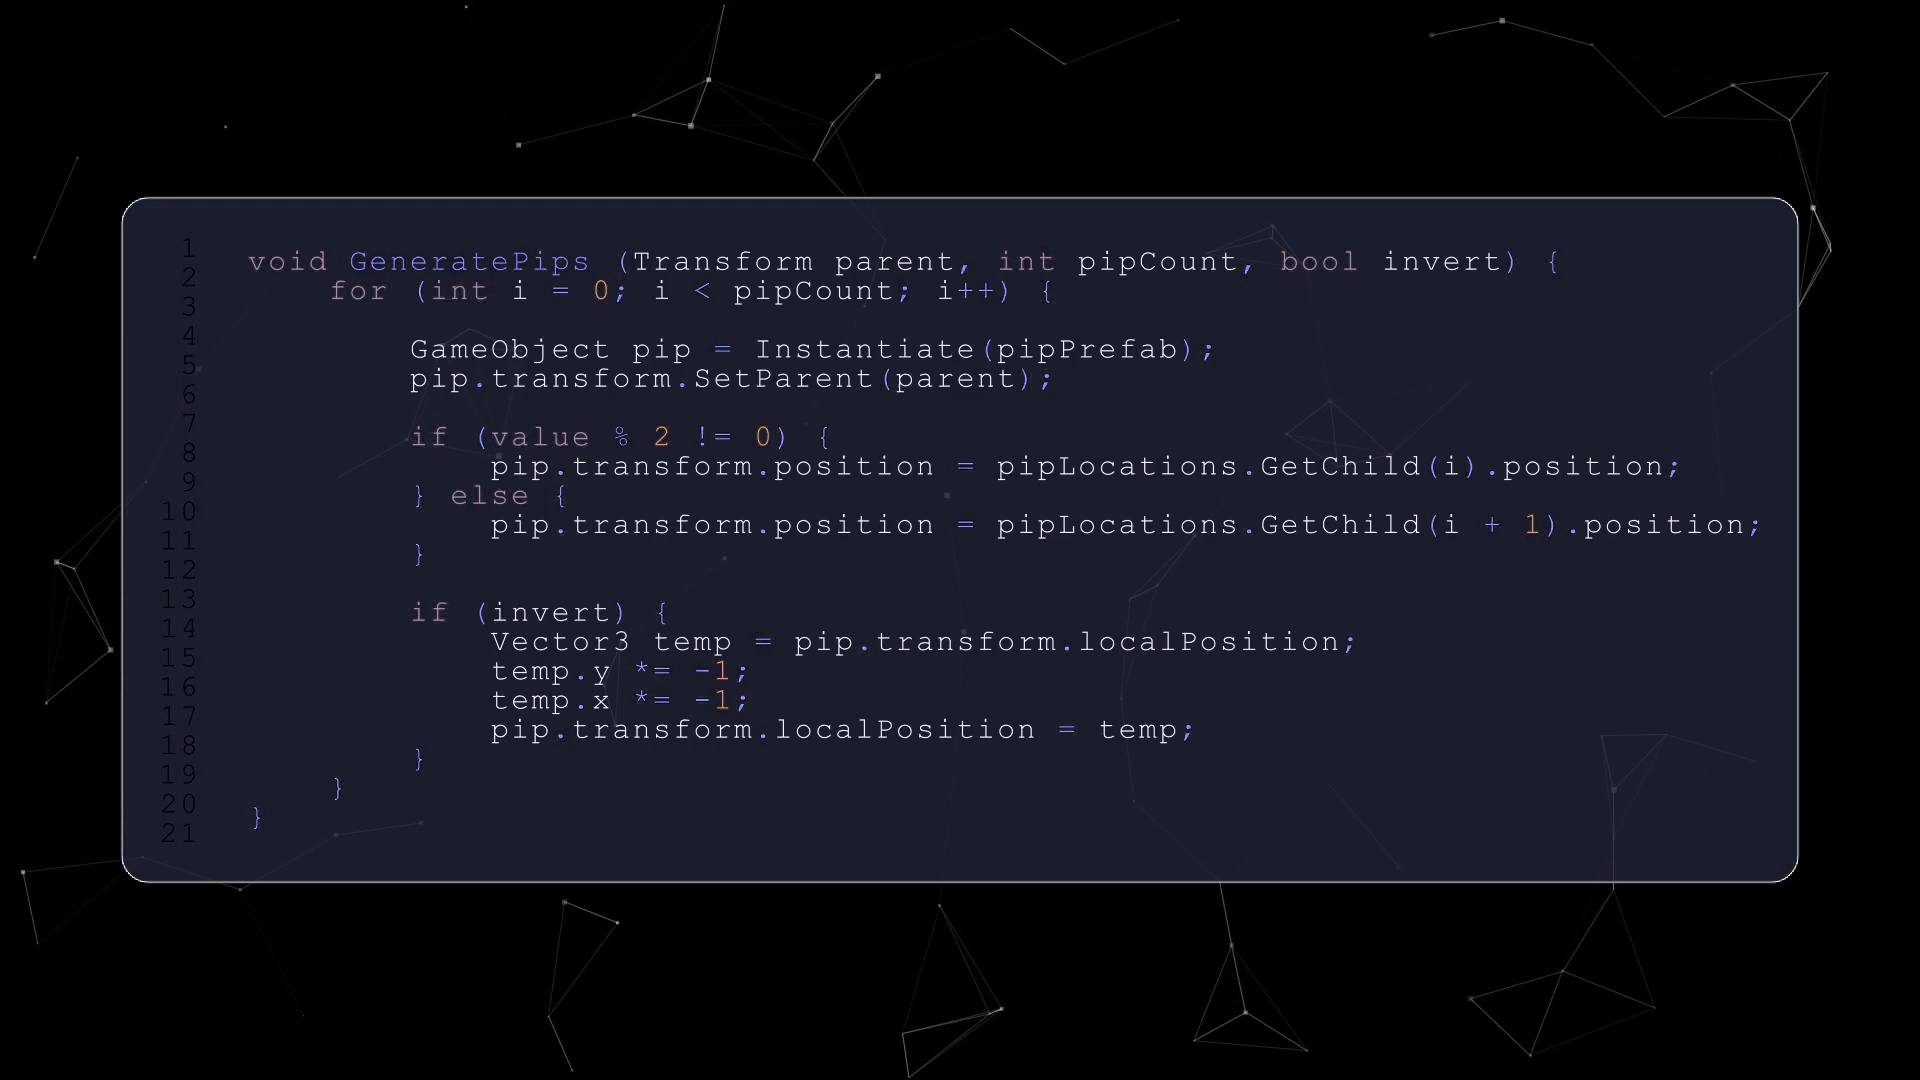 1
2
3
4
5
6
7
8
9
10
11
12
13
14
15
16
17
18
19
20
21
void GeneratePips (Transform parent, int pipCount, bool invert) {
    for (int i = 0; i < pipCount; i++) {

        GameObject pip = Instantiate(pipPrefab);
        pip.transform.SetParent(parent);

        if (value % 2 != 0) {
            pip.transform.position = pipLocations.GetChild(i).position;
        } else {
            pip.transform.position = pipLocations.GetChild(i + 1).position;
        }

        if (invert) {
            Vector3 temp = pip.transform.localPosition;
            temp.y *= -1;
            temp.x *= -1;
            pip.transform.localPosition = temp;
        }
    }
}